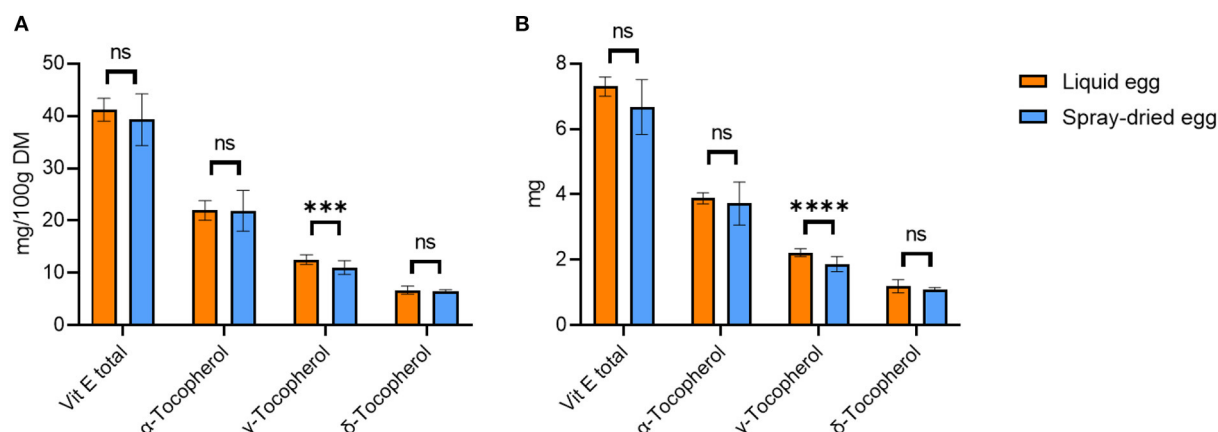 A
mg/100g DM
50
40
30
20
10
0
ns
ns
***
ns
Vit E total
α-Tocopherol
γ-Tocopherol
δ-Tocopherol
B
mg
8
6
4
2
0
ns
ns
****
ns
Vit E total
α-Tocopherol
γ-Tocopherol
δ-Tocopherol
Liquid egg
Spray-dried egg